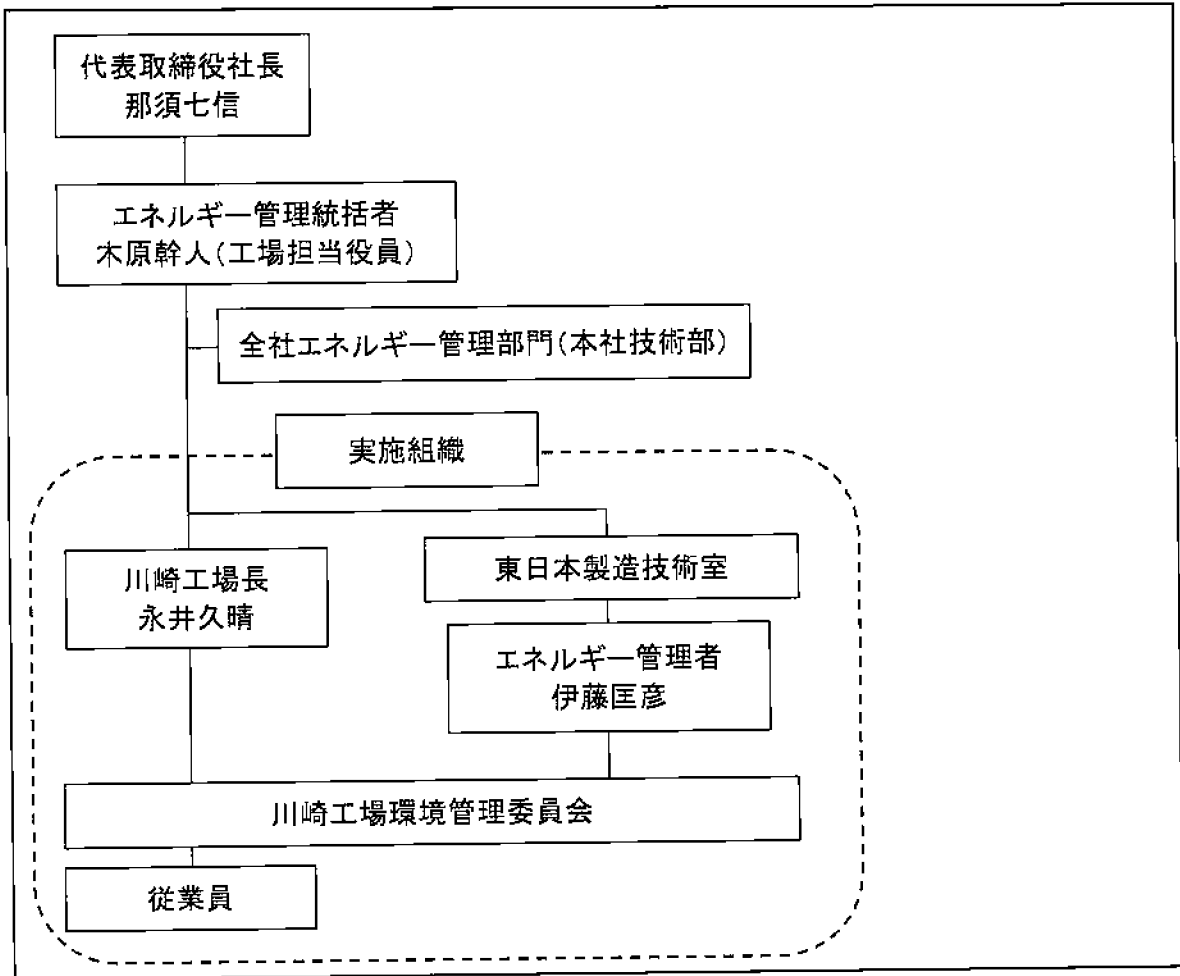 代表取締役社長
那須七信
エネルギー管理統括者
木原幹人(工場担当役員)
全社エネルギー管理部門(本社技術部)
実施組織
川崎工場長
永井久晴
東日本製造技術室
エネルギー管理者
伊藤匡彦
川崎工場環境管理委員会
従業員